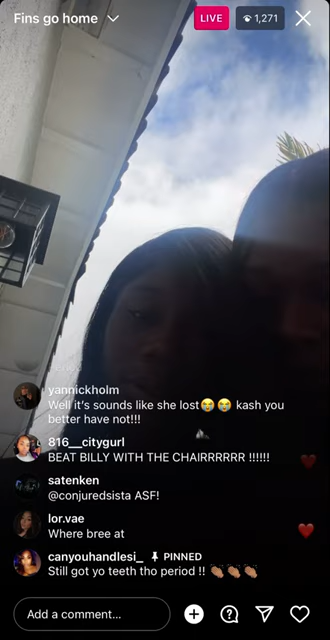 Fins go home
LIVE
1,271
yannickholm
Well it's sounds like she lost😭😭 kash you
better have not!!!
816__citygurl
BEAT BILLY WITH THE CHAIRRRRRR !!!!!!
satenken
@conjuredsista ASF!
lor.vae
Where bree at
canyouhandlesi_ PINNED
Still got yo teeth tho period !! 👏🏽👏🏽👏🏽
Add a comment…